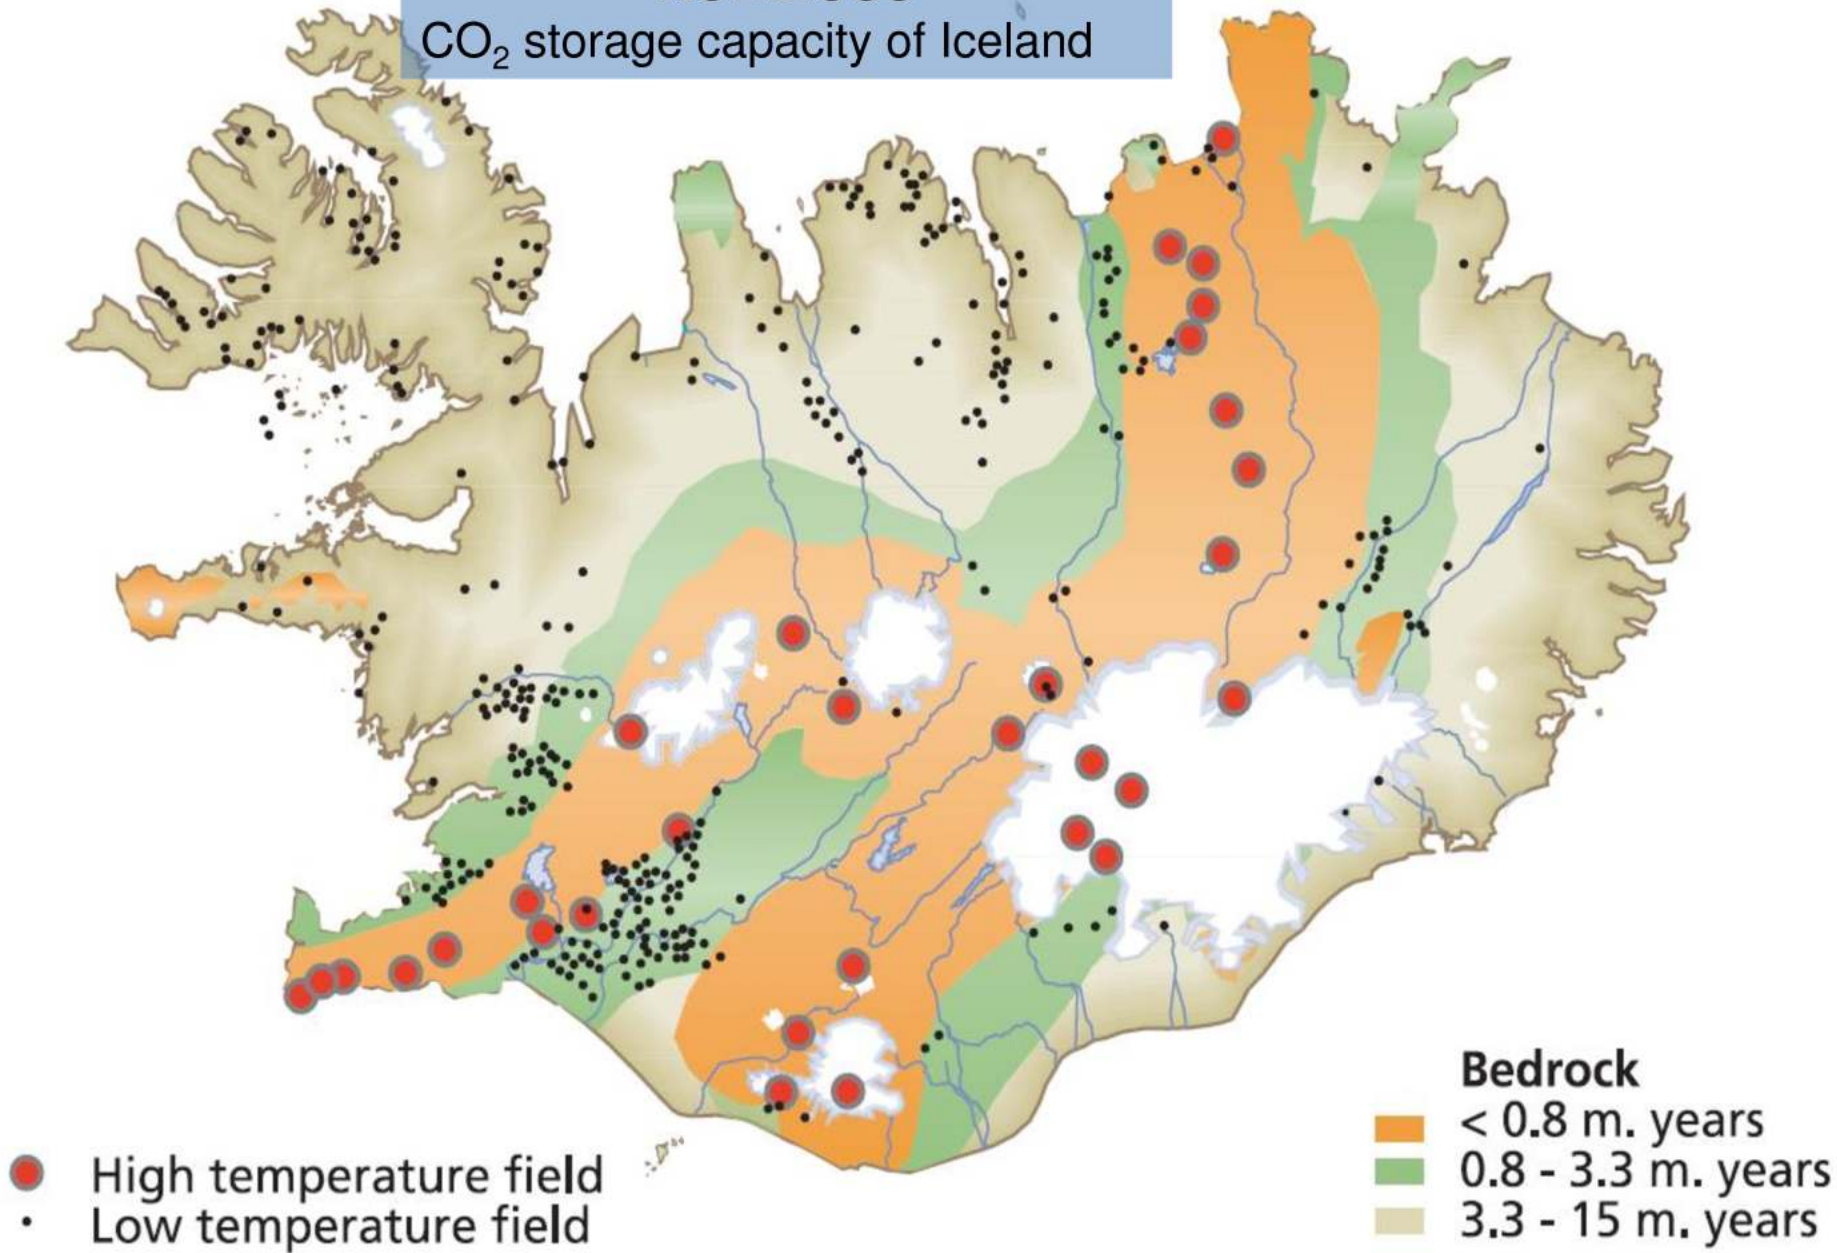 CO₂ storage capacity of Iceland
Bedrock
< 0.8 m. years
0.8 - 3.3 m. years
3.3 - 15 m. years
High temperature field
Low temperature field